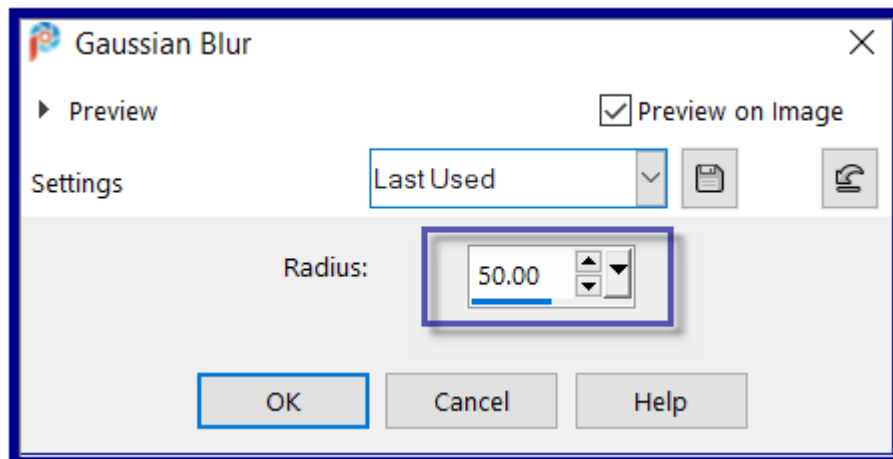 Gaussian Blur
Preview
Preview on Image
Settings
Last Used
Radius:
50.00
OK
Cancel
Help